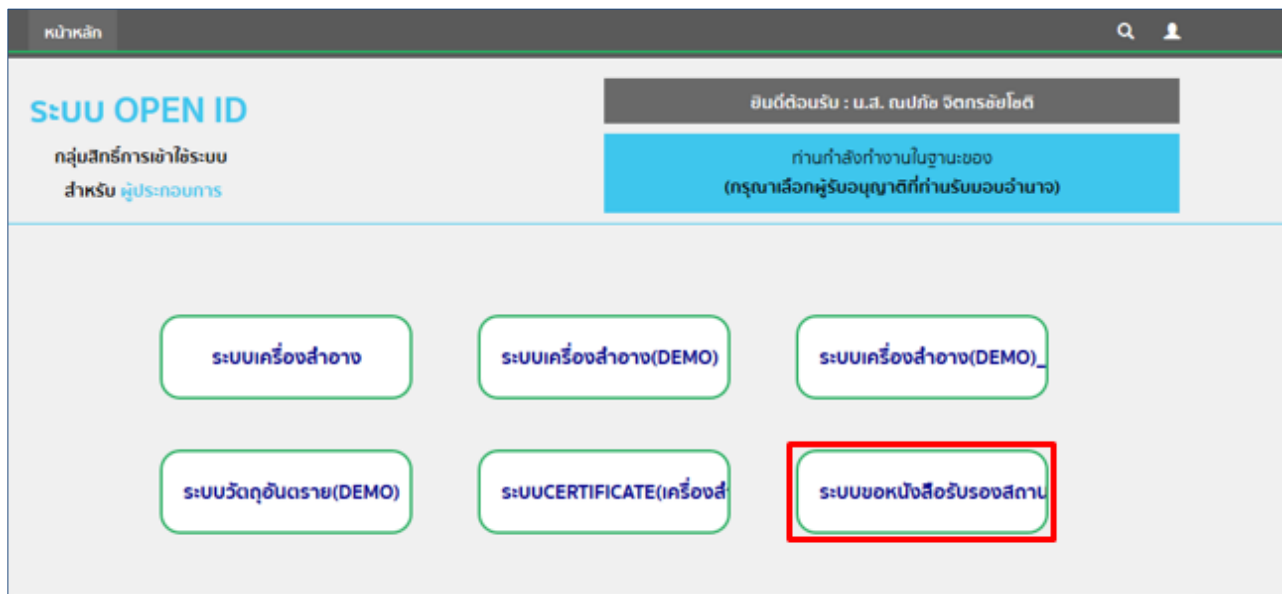 หน้าหลัก
ระบบ OPEN ID
กลุ่มสิทธิ์การเข้าใช้ระบบ
สำหรับ ผู้ประกอบการ
ยินดีต้อนรับ : น.ส. ณปภัช จิตกรชัยโชติ
ท่านกำลังทำงานในฐานะของ
(กรุณาเลือกผู้รับอนุญาติที่ท่านรับมอบอำนาจ)
ระบบเครื่องสำอาง
ระบบเครื่องสำอาง(DEMO)
ระบบเครื่องสำอาง(DEMO)_
ระบบวัตถุอันตราย(DEMO)
ระบบCERTIFICATE(เครื่องสำ
ระบบขอหนังสือรับรองสถาน